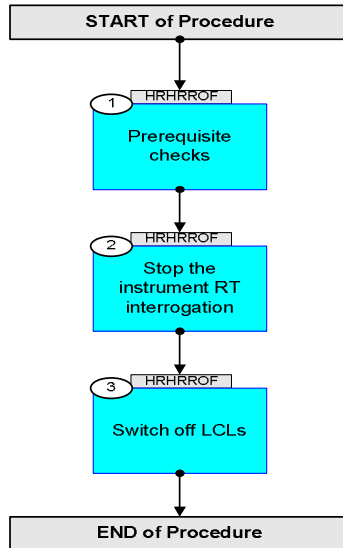 START of Procedure
HRHRROF
1
Prerequisite
checks
HRHRROF
2
Stop the
instrument RT
interrogation
HRHRROF
3
Switch off LCLs
END of Procedure